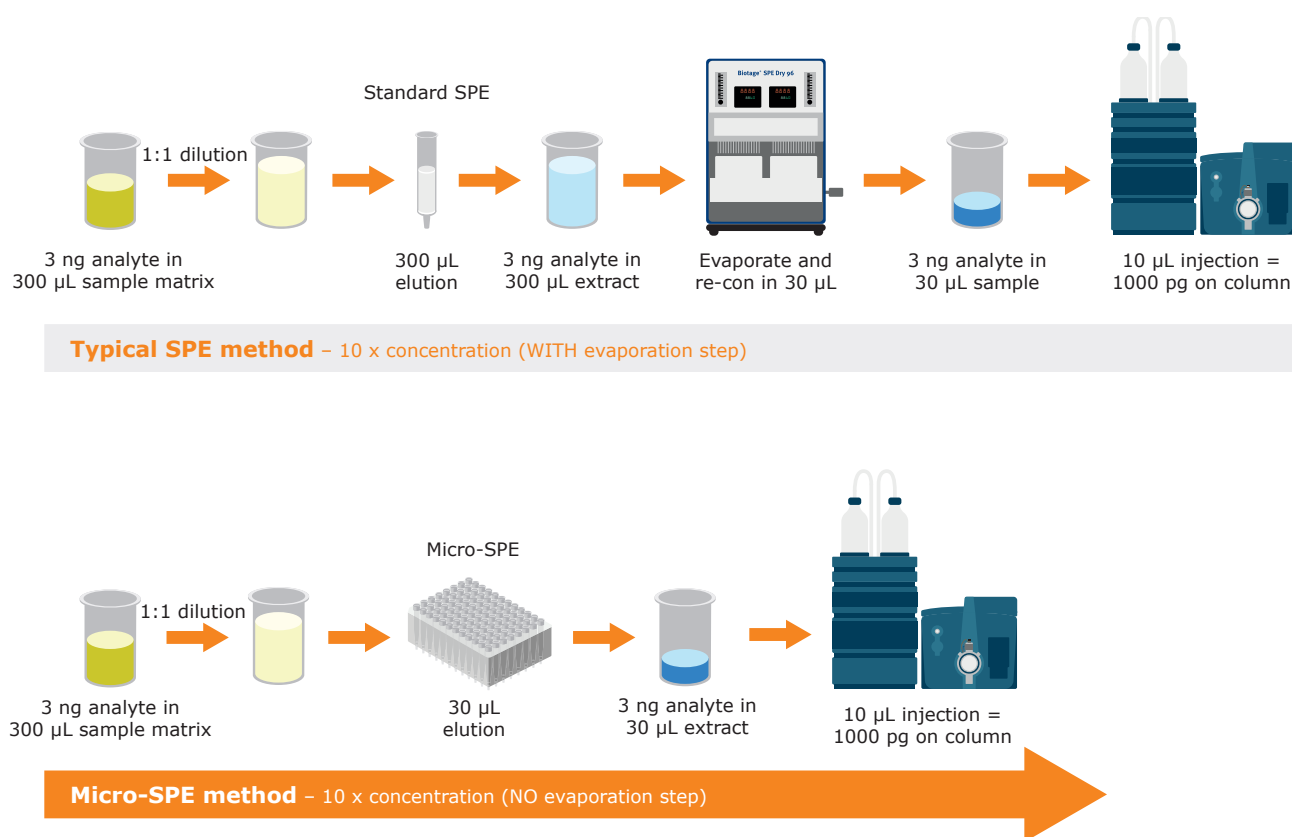 Standard SPE
1:1 dilution
Biotage® SPE Dry 96
3 ng analyte in
300 µL sample matrix
300 µL
elution
3 ng analyte in
300 µL extract
Evaporate and
re-con in 30 µL
3 ng analyte in
30 µL sample
10 µL injection =
1000 pg on column
Typical SPE method – 10 x concentration (WITH evaporation step)
Micro-SPE
1:1 dilution
3 ng analyte in
300 µL sample matrix
30 µL
elution
3 ng analyte in
30 µL extract
10 µL injection =
1000 pg on column
Micro-SPE method – 10 x concentration (NO evaporation step)